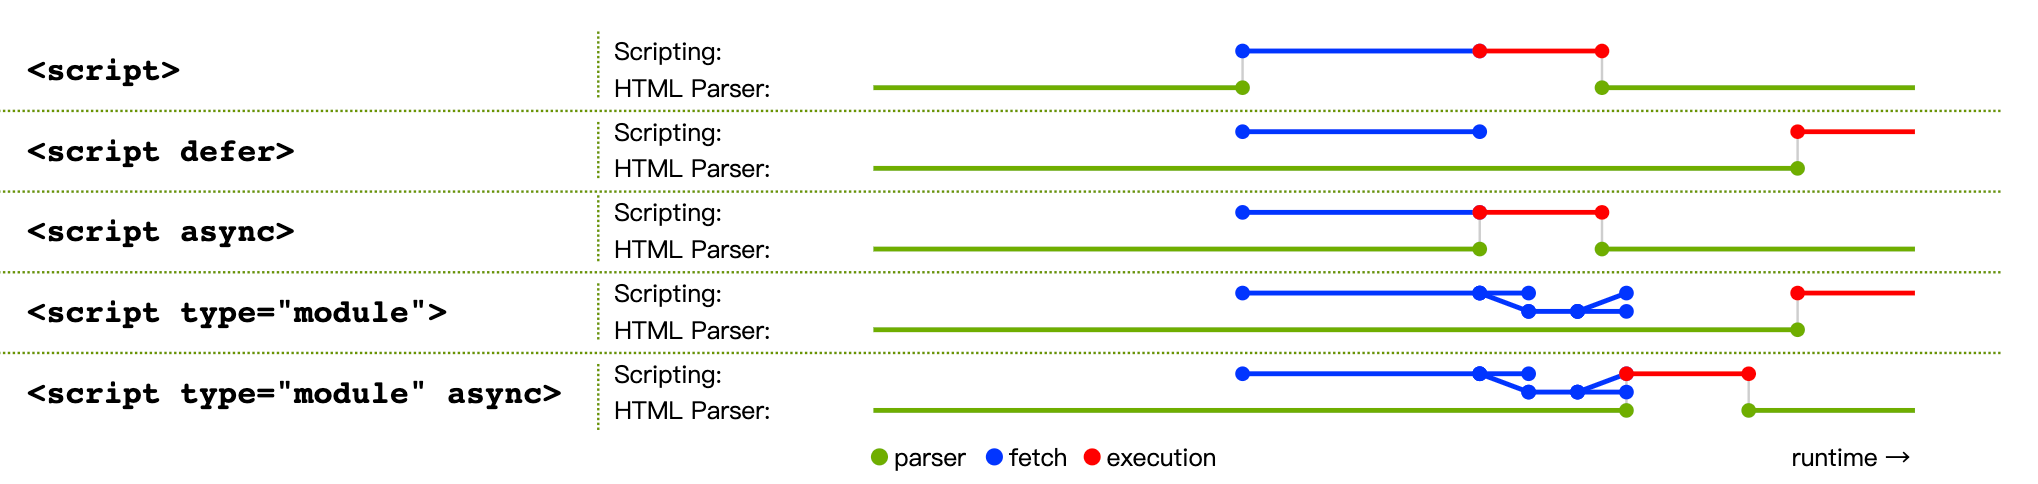 <script>
Scripting:
HTML Parser:
<script defer>
Scripting:
HTML Parser:
<script async>
Scripting:
HTML Parser:
<script type="module">
Scripting:
HTML Parser:
<script type="module" async>
Scripting:
HTML Parser:
parser fetch execution runtime →